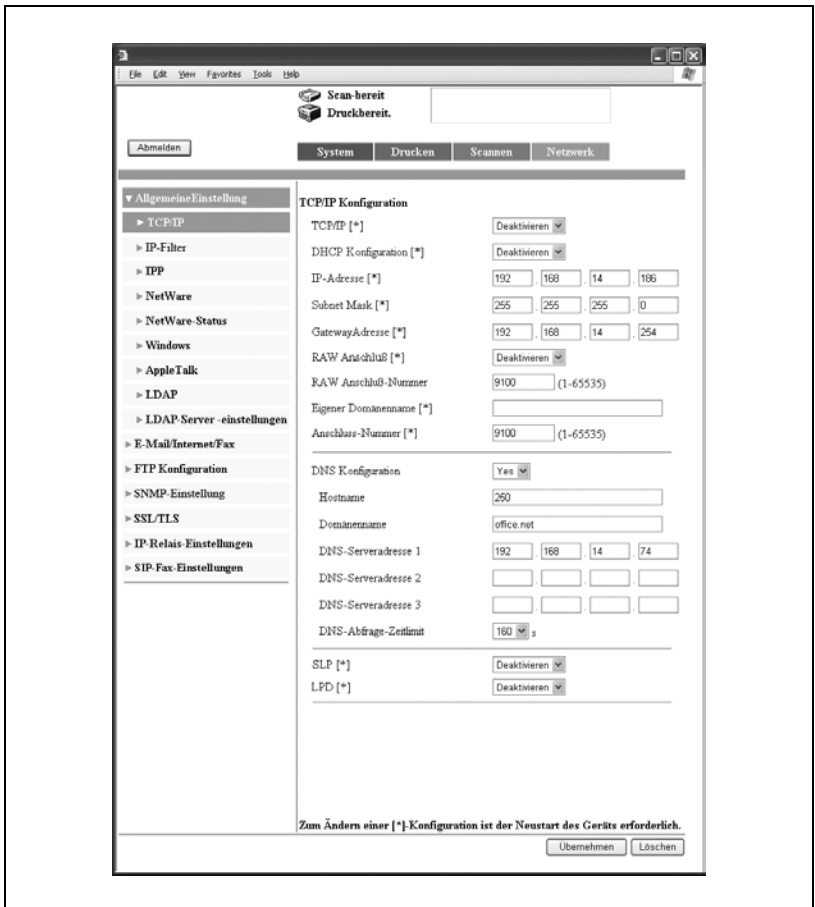 File Edit View Favorites Tools Help
Scan-bereit
Druckbereit.
Abmelden
System Drucken Scannen Netzwerk
AllgemeineEinstellung
TCP/IP
IP-Filter
IPP
NetWare
NetWare-Status
Windows
AppleTalk
LDAP
LDAP-Server -einstellungen
E-Mail/Internet/Fax
FTP Konfiguration
SNMP-Einstellung
SSL/TLS
IP-Relais-Einstellungen
SIP-Fax-Einstellungen
TCP/IP Konfiguration
TCP/IP [*] Deaktivieren
DHCP Konfiguration [*] Deaktivieren
IP-Adresse [*] 192 . 168 . 14 . 186
Subnet Mask [*] 255 . 255 . 255 . 0
GatewayAdresse [*] 192 . 168 . 14 . 254
RAW Anschluß [*] Deaktivieren
RAW Anschluß-Nummer 9100 (1-65535)
Eigener Domänenname [*]
Anschluss-Nummer [*] 9100 (1-65535)
DNS Konfiguration Yes
Hostname 250
Domänenname office.net
DNS-Serveradresse 1 192 . 168 . 14 . 74
DNS-Serveradresse 2 . . .
DNS-Serveradresse 3 . . .
DNS-Abfrage-Zeitlimit 160 s
SLP [*] Deaktivieren
LPD [*] Deaktivieren
Zum Ändern einer [*]-Konfiguration ist der Neustart des Geräts erforderlich.
Übernehmen Löschen